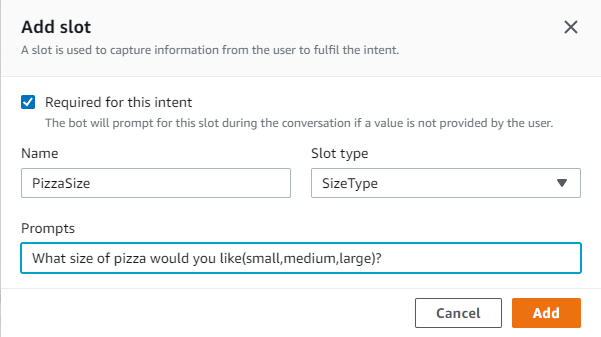 Add slot
A slot is used to capture information from the user to fulfil the intent.
Required for this intent
The bot will prompt for this slot during the conversation if a value is not provided by the user.
Name
Slot type
PizzaSize
SizeType
Prompts
What size of pizza would you like(small,medium,large)?
Cancel
Add